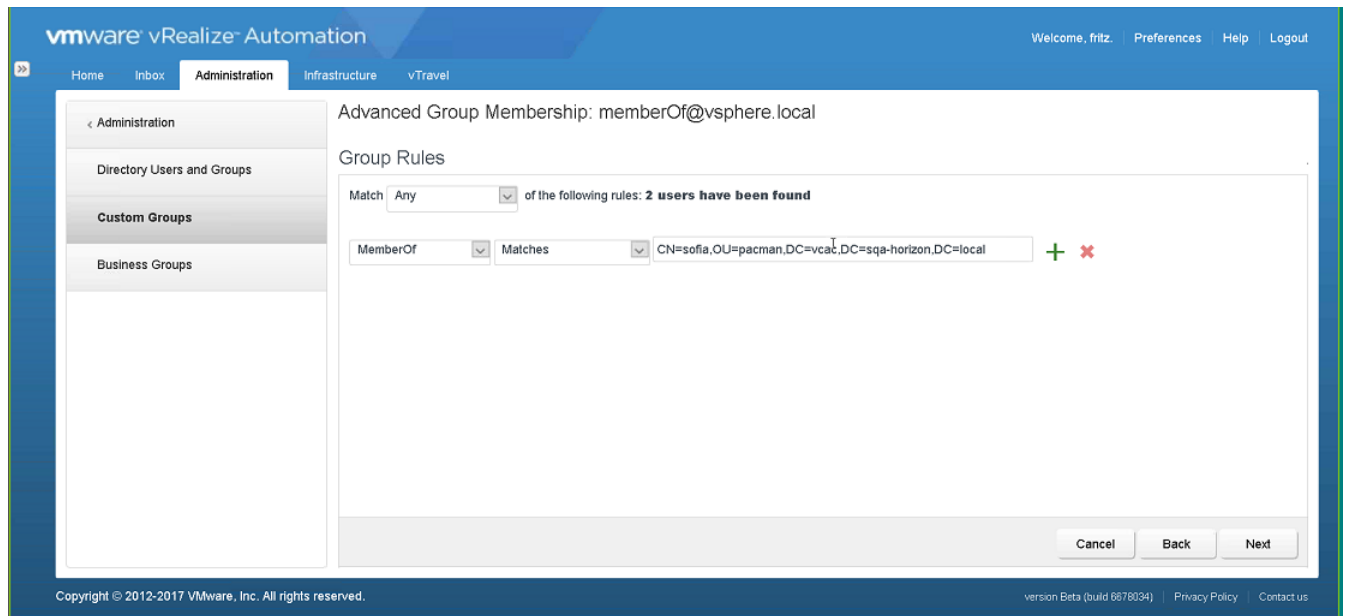 vmware vRealize Automation
Welcome, fritz. Preferences Help Logout
Home Inbox Administration Infrastructure vTravel
< Administration
Directory Users and Groups
Custom Groups
Business Groups
Advanced Group Membership: memberOf@vsphere.local
Group Rules
Match Any of the following rules: 2 users have been found
MemberOf Matches CN=sofia,OU=pacman,DC=vcac,DC=sqa-horizon,DC=local
Cancel Back Next
Copyright © 2012-2017 VMware, Inc. All rights reserved.
version Beta (build 6678034) Privacy Policy Contact us